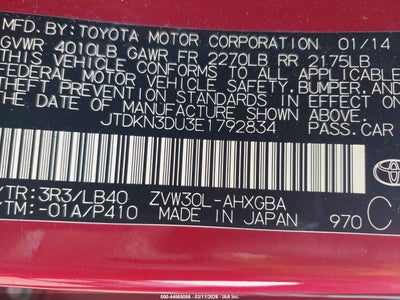 MFD BY: TOYOTA MOTOR CORPORATION 01/14
GVWR 4010LB GAWR FR 2270LB RR 2175LB
THIS VEHICLE CONFORMS TO ALL APPLICABLE
FEDERAL MOTOR VEHICLE SAFETY, BUMPER, AND
THEFT PREVENTION STANDARDS IN EFFECT ON
THE DATE OF MANUFACTURE SHOWN ABOVE.
JTDKN3DU3E1792834 PASS. CAR
C/TR: 3R3/LB40 ZVW30L-AHXGBA
A/TM:-01A/P410 MADE IN JAPAN 970 C
TOYOTA
000-44565086 - 03/11/2026 - IAAHOLDINGS